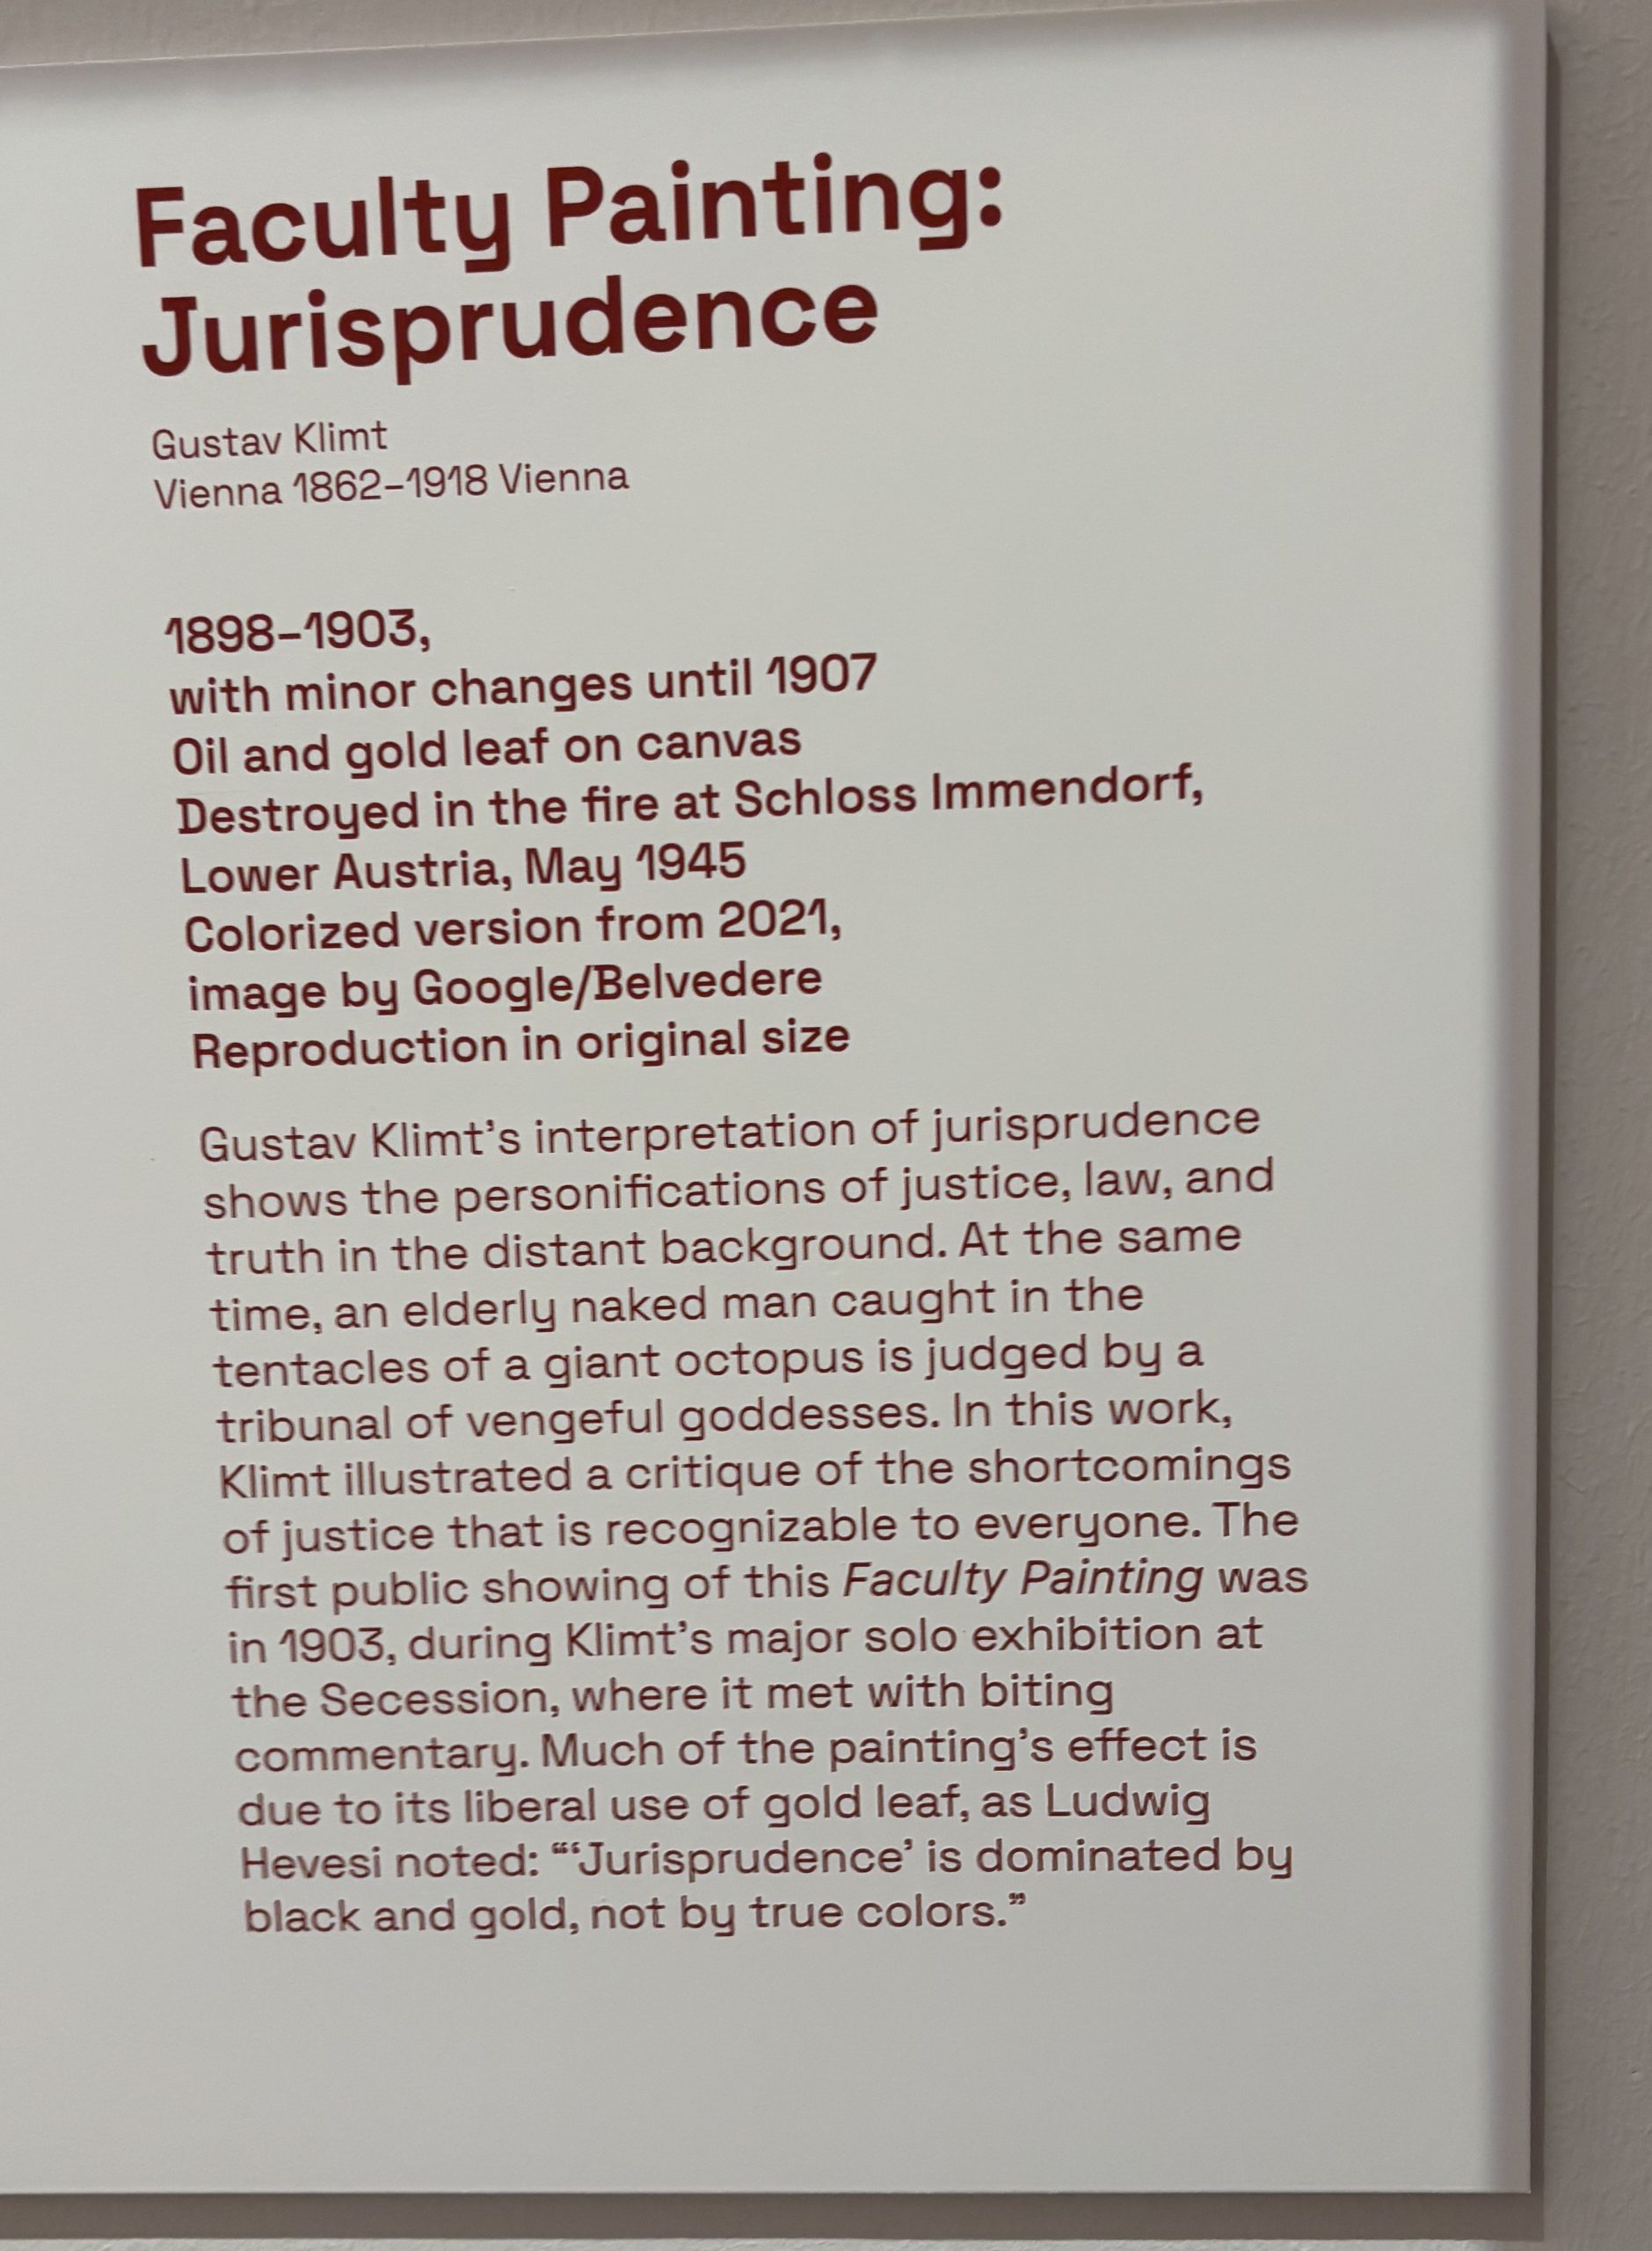 Faculty Painting:
Jurisprudence
Gustav Klimt
Vienna 1862–1918 Vienna
1898–1903,
with minor changes until 1907
Oil and gold leaf on canvas
Destroyed in the fire at Schloss Immendorf,
Lower Austria, May 1945
Colorized version from 2021,
image by Google/Belvedere
Reproduction in original size
Gustav Klimt’s interpretation of jurisprudence
shows the personifications of justice, law, and
truth in the distant background. At the same
time, an elderly naked man caught in the
tentacles of a giant octopus is judged by a
tribunal of vengeful goddesses. In this work,
Klimt illustrated a critique of the shortcomings
of justice that is recognizable to everyone. The
first public showing of this Faculty Painting was
in 1903, during Klimt’s major solo exhibition at
the Secession, where it met with biting
commentary. Much of the painting’s effect is
due to its liberal use of gold leaf, as Ludwig
Hevesi noted: “‘Jurisprudence’ is dominated by
black and gold, not by true colors.”